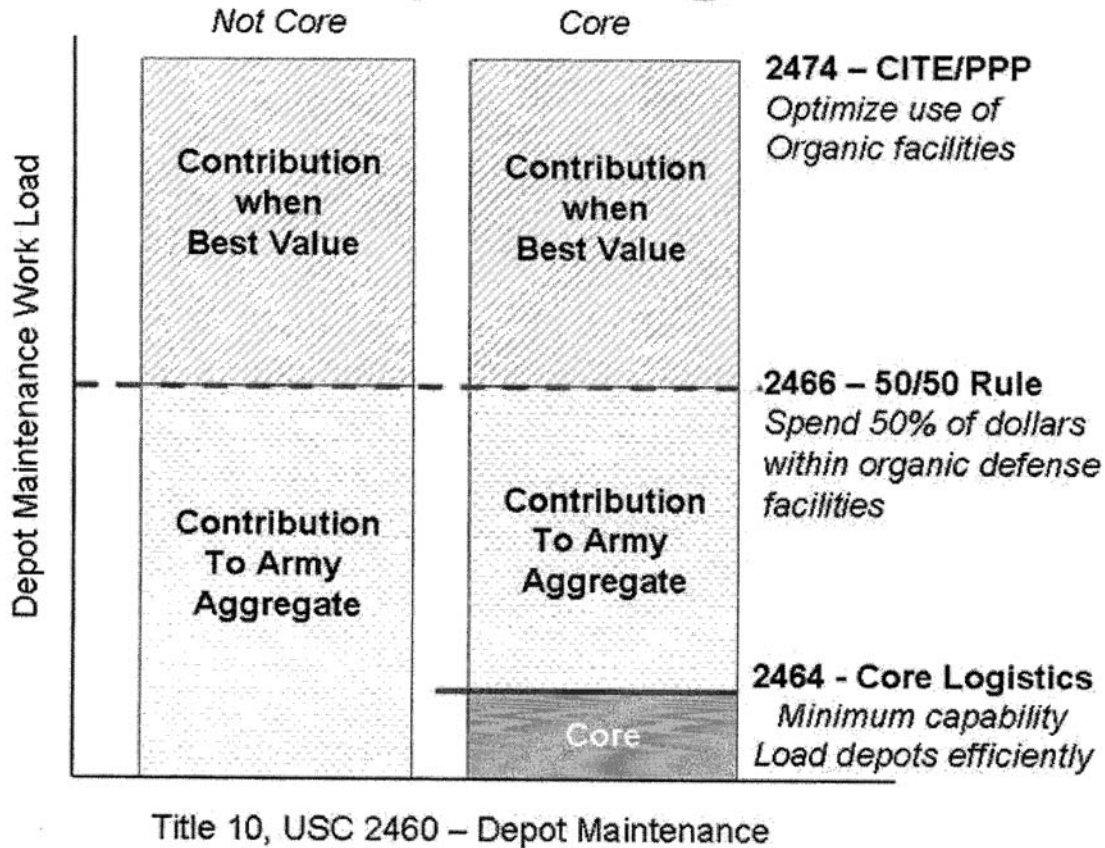 Not Core
Core
2474 – CITE/PPP
Optimize use of
Organic facilities
Contribution
when
Best Value
Contribution
when
Best Value
Depot Maintenance Work Load
2466 – 50/50 Rule
Spend 50% of dollars
within organic defense
facilities
Contribution
To Army
Aggregate
Contribution
To Army
Aggregate
2464 - Core Logistics
Minimum capability
Load depots efficiently
Core
Title 10, USC 2460 – Depot Maintenance